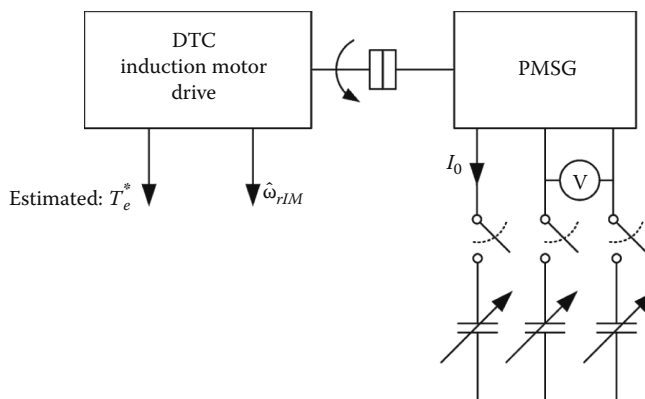 DTC
induction motor
drive
PMSG
I₀
V
Estimated: T*ₑ
ω̂ᵣIM